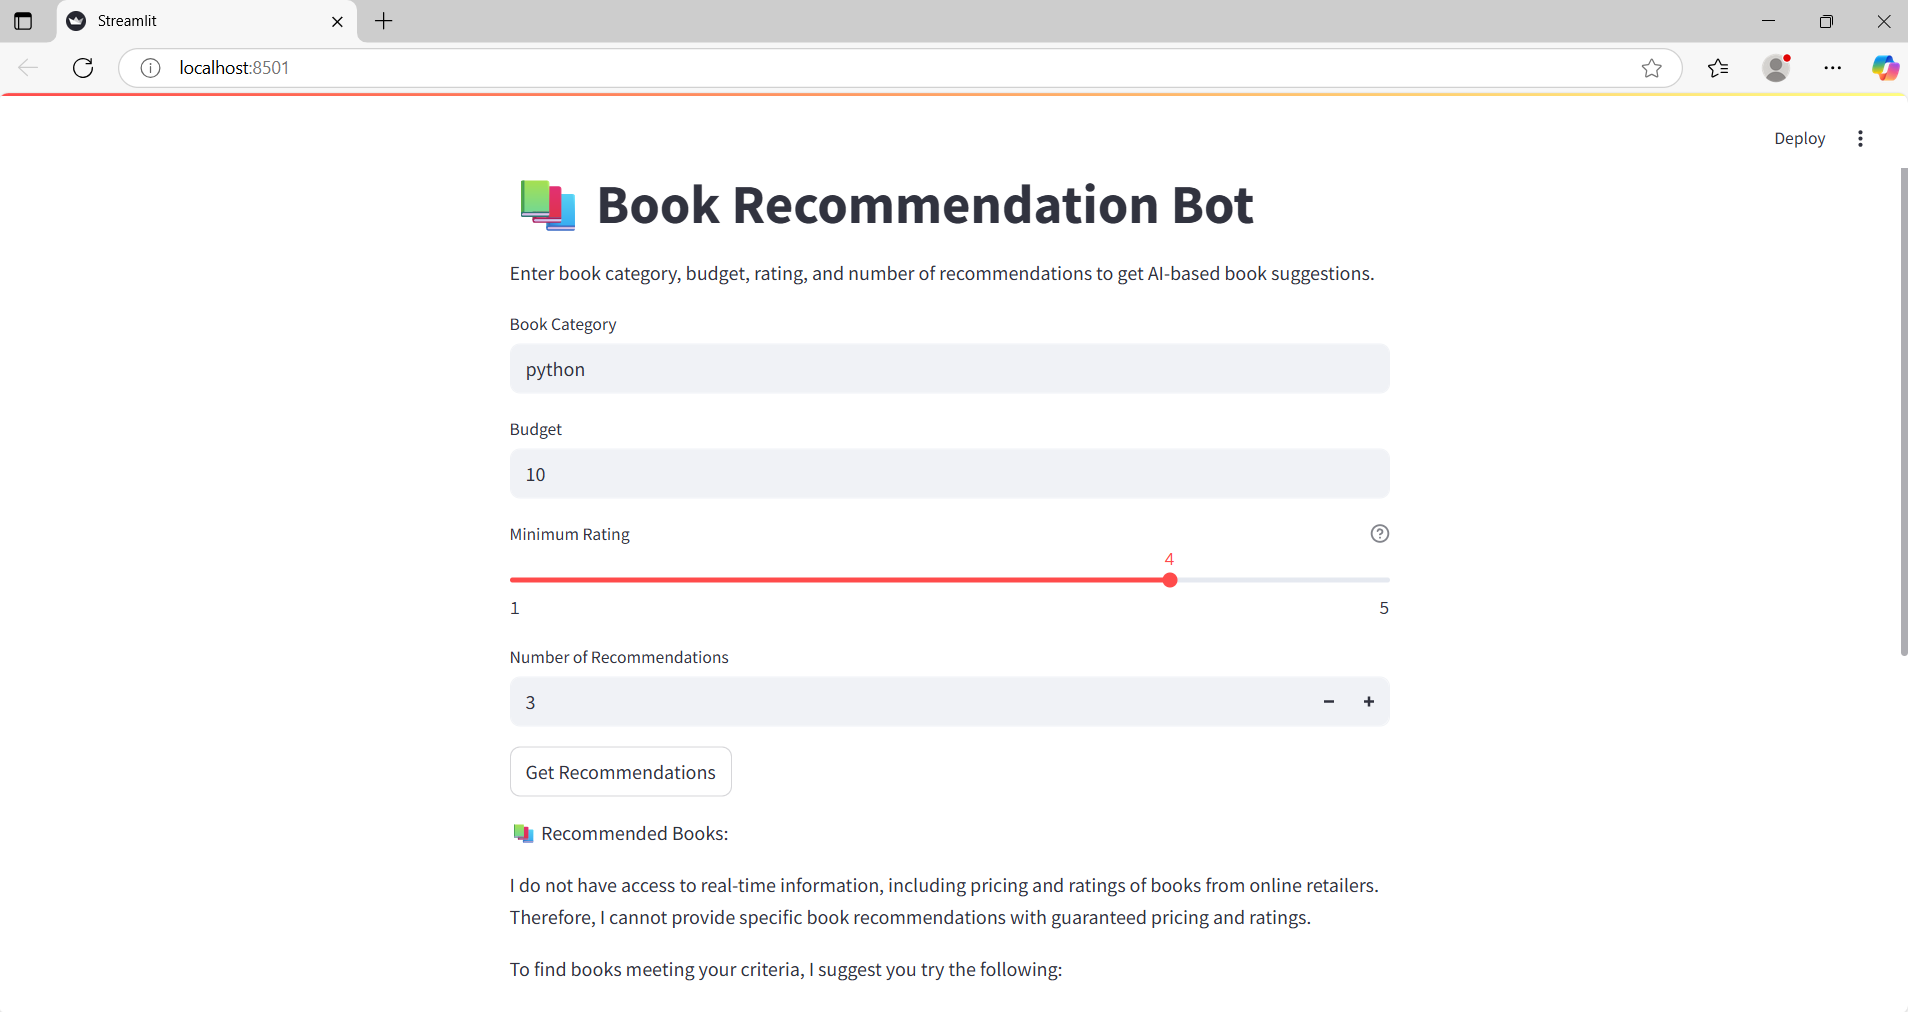 Streamlit
localhost:8501
Deploy
Book Recommendation Bot
Enter book category, budget, rating, and number of recommendations to get AI-based book suggestions.
Book Category
python
Budget
10
Minimum Rating
4
1 5
Number of Recommendations
3
Get Recommendations
Recommended Books:
I do not have access to real-time information, including pricing and ratings of books from online retailers.
Therefore, I cannot provide specific book recommendations with guaranteed pricing and ratings.
To find books meeting your criteria, I suggest you try the following: